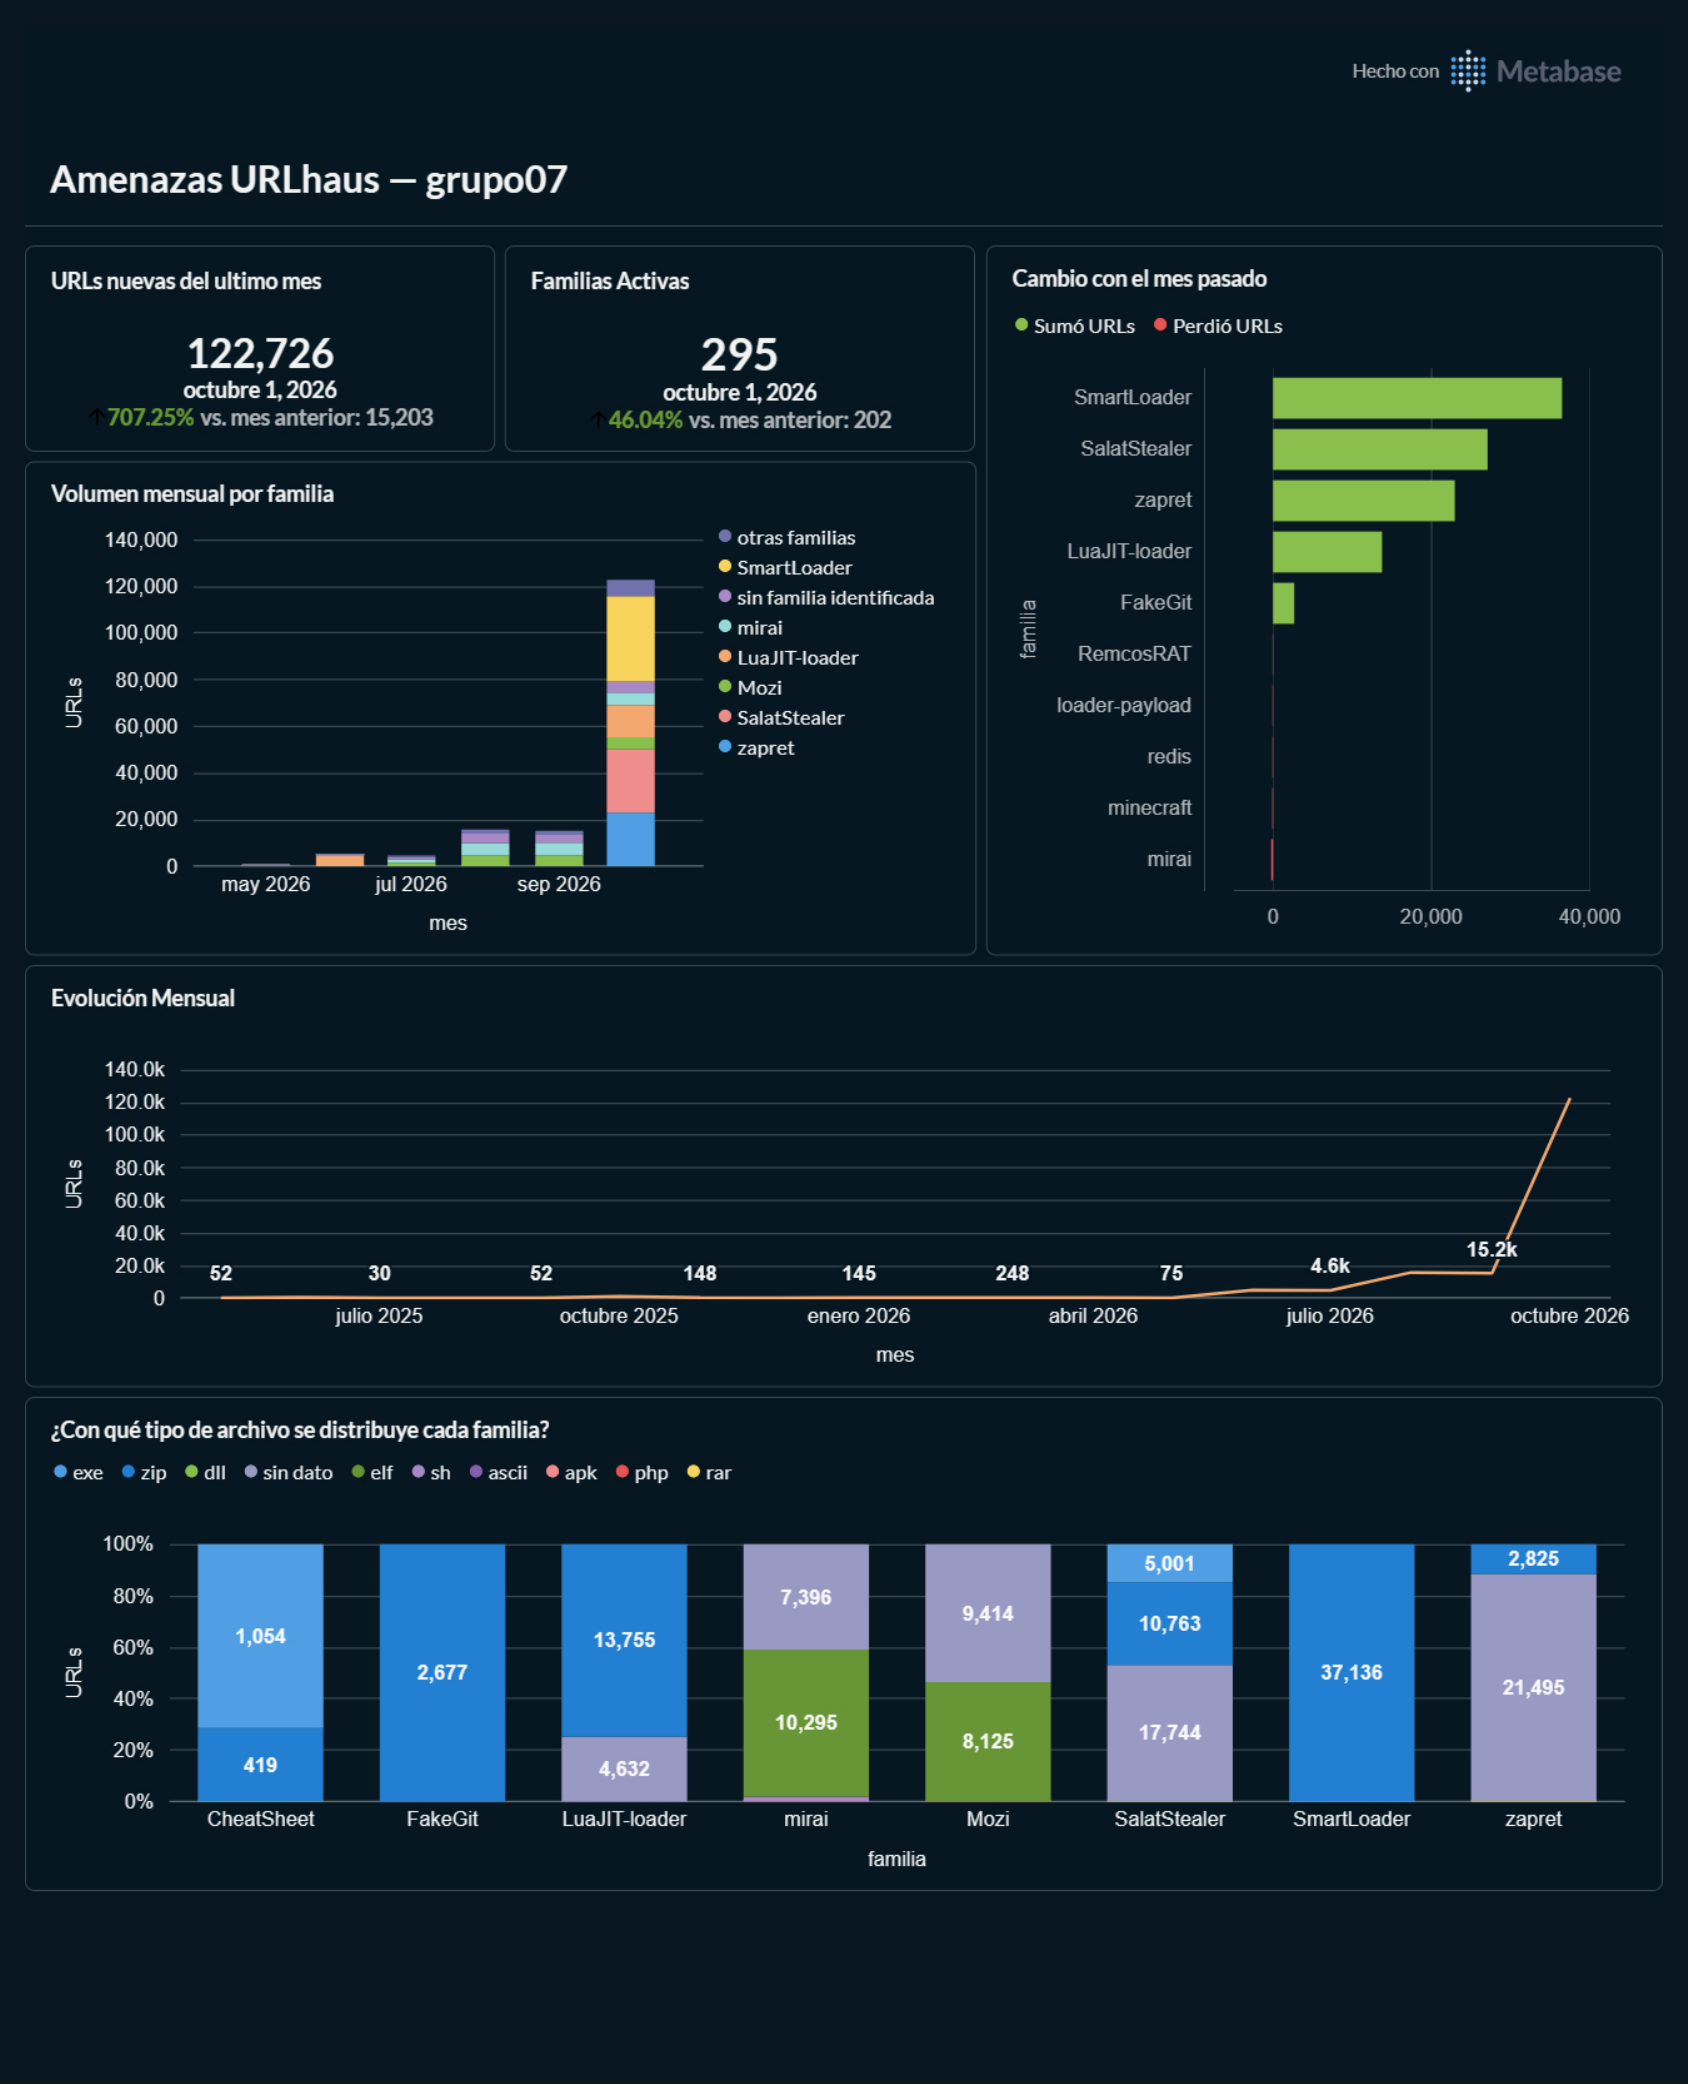 Hecho con Metabase
Amenazas URLhaus — grupo07
URLs nuevas del ultimo mes
122,726
octubre 1, 2026
↑707.25% vs. mes anterior: 15,203
Familias Activas
295
octubre 1, 2026
↑46.04% vs. mes anterior: 202
Cambio con el mes pasado
Sumó URLs Perdió URLs
familia
SmartLoader
SalatStealer
zapret
LuaJIT-loader
FakeGit
RemcosRAT
loader-payload
redis
minecraft
mirai
0 20,000 40,000
Volumen mensual por familia
URLs
140,000
120,000
100,000
80,000
60,000
40,000
20,000
0
may 2026 jul 2026 sep 2026
mes
otras familias
SmartLoader
sin familia identificada
mirai
LuaJIT-loader
Mozi
SalatStealer
zapret
Evolución Mensual
URLs
140.0k
120.0k
100.0k
80.0k
60.0k
40.0k
20.0k
0
52 30 52 148 145 248 75 4.6k 15.2k
julio 2025 octubre 2025 enero 2026 abril 2026 julio 2026 octubre 2026
mes
¿Con qué tipo de archivo se distribuye cada familia?
exe zip dll sin dato elf sh ascii apk php rar
URLs
100%
80%
60%
40%
20%
0%
1,054
419
2,677
13,755
4,632
7,396
10,295
9,414
8,125
5,001
10,763
17,744
37,136
2,825
21,495
CheatSheet FakeGit LuaJIT-loader mirai Mozi SalatStealer SmartLoader zapret
familia